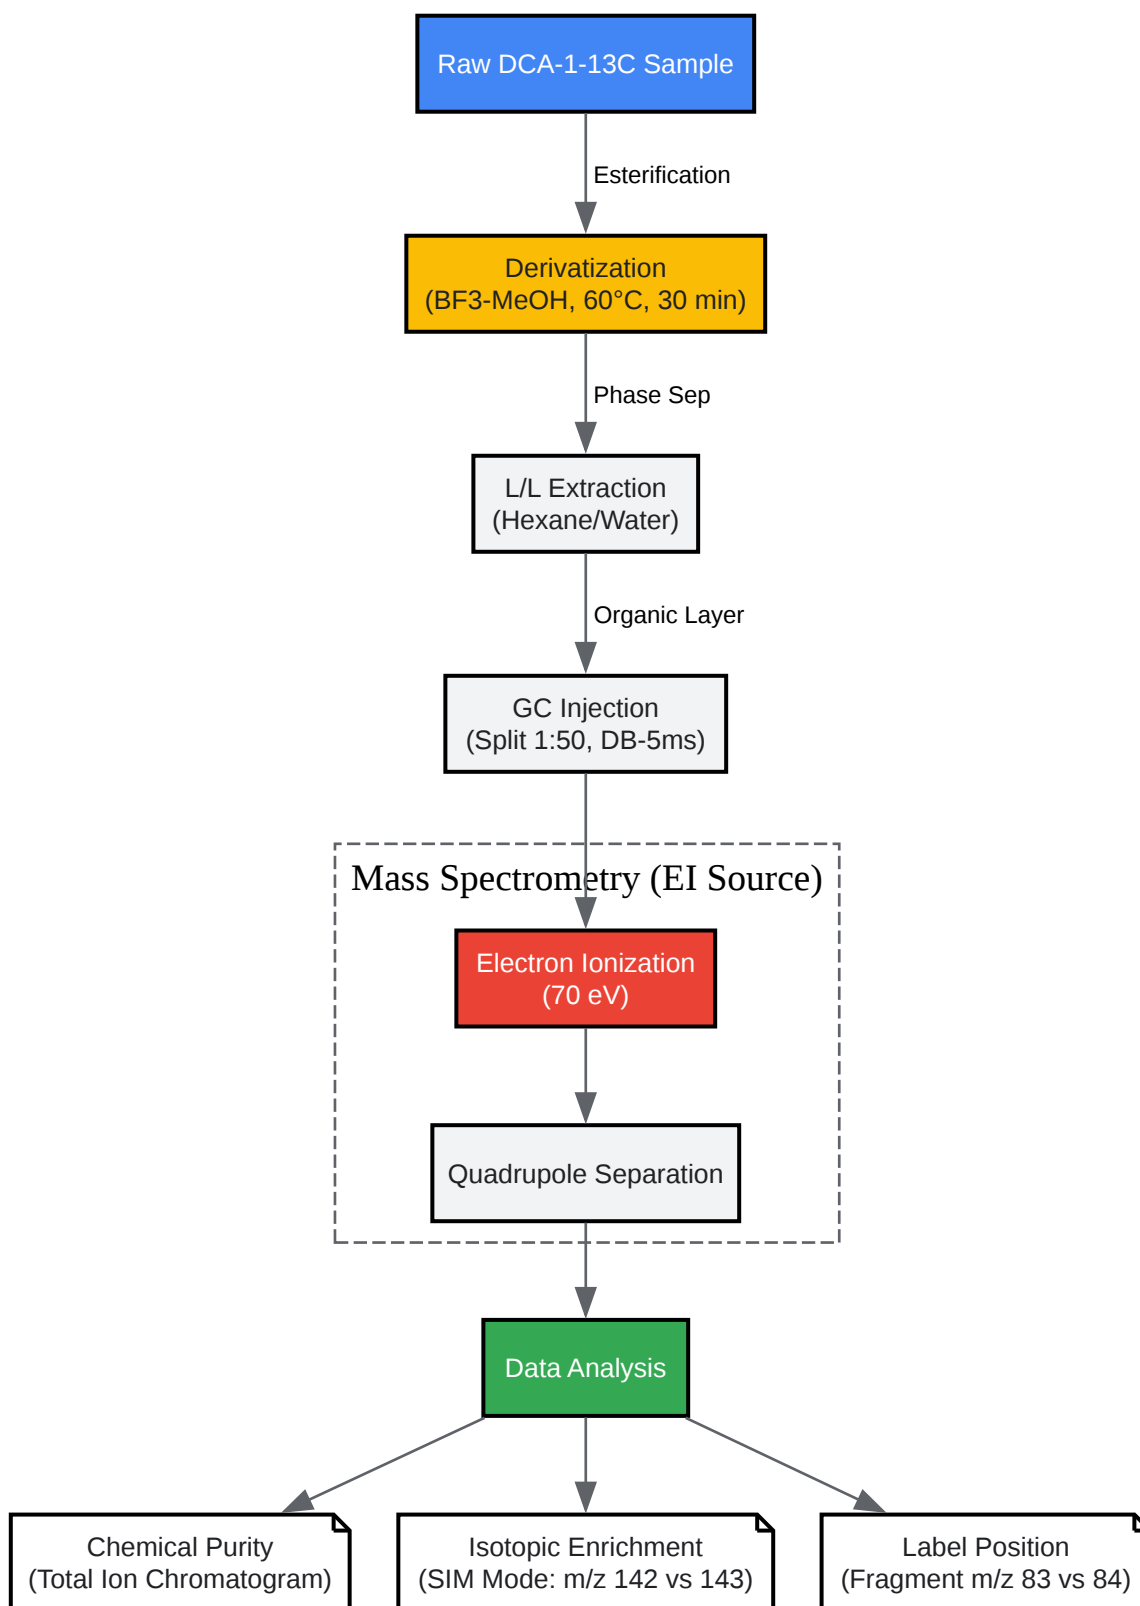 Raw DCA-1-13C Sample
Esterification
Derivatization
(BF3-MeOH, 60°C, 30 min)
Phase Sep
L/L Extraction
(Hexane/Water)
Organic Layer
GC Injection
(Split 1:50, DB-5ms)
Mass Spectrometry (EI Source)
Electron Ionization
(70 eV)
Quadrupole Separation
Data Analysis
Chemical Purity
(Total Ion Chromatogram)
Isotopic Enrichment
(SIM Mode: m/z 142 vs 143)
Label Position
(Fragment m/z 83 vs 84)